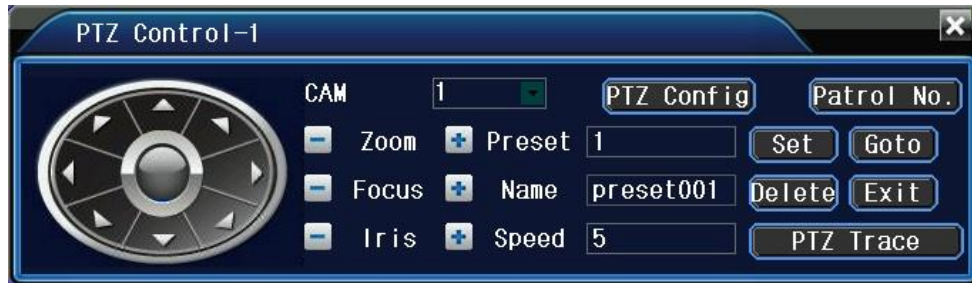 PTZ Control-1
CAM 1 PTZ Config Patrol No.
Zoom Preset 1 Set Goto
Focus Name preset001 Delete Exit
Iris Speed 5 PTZ Trace